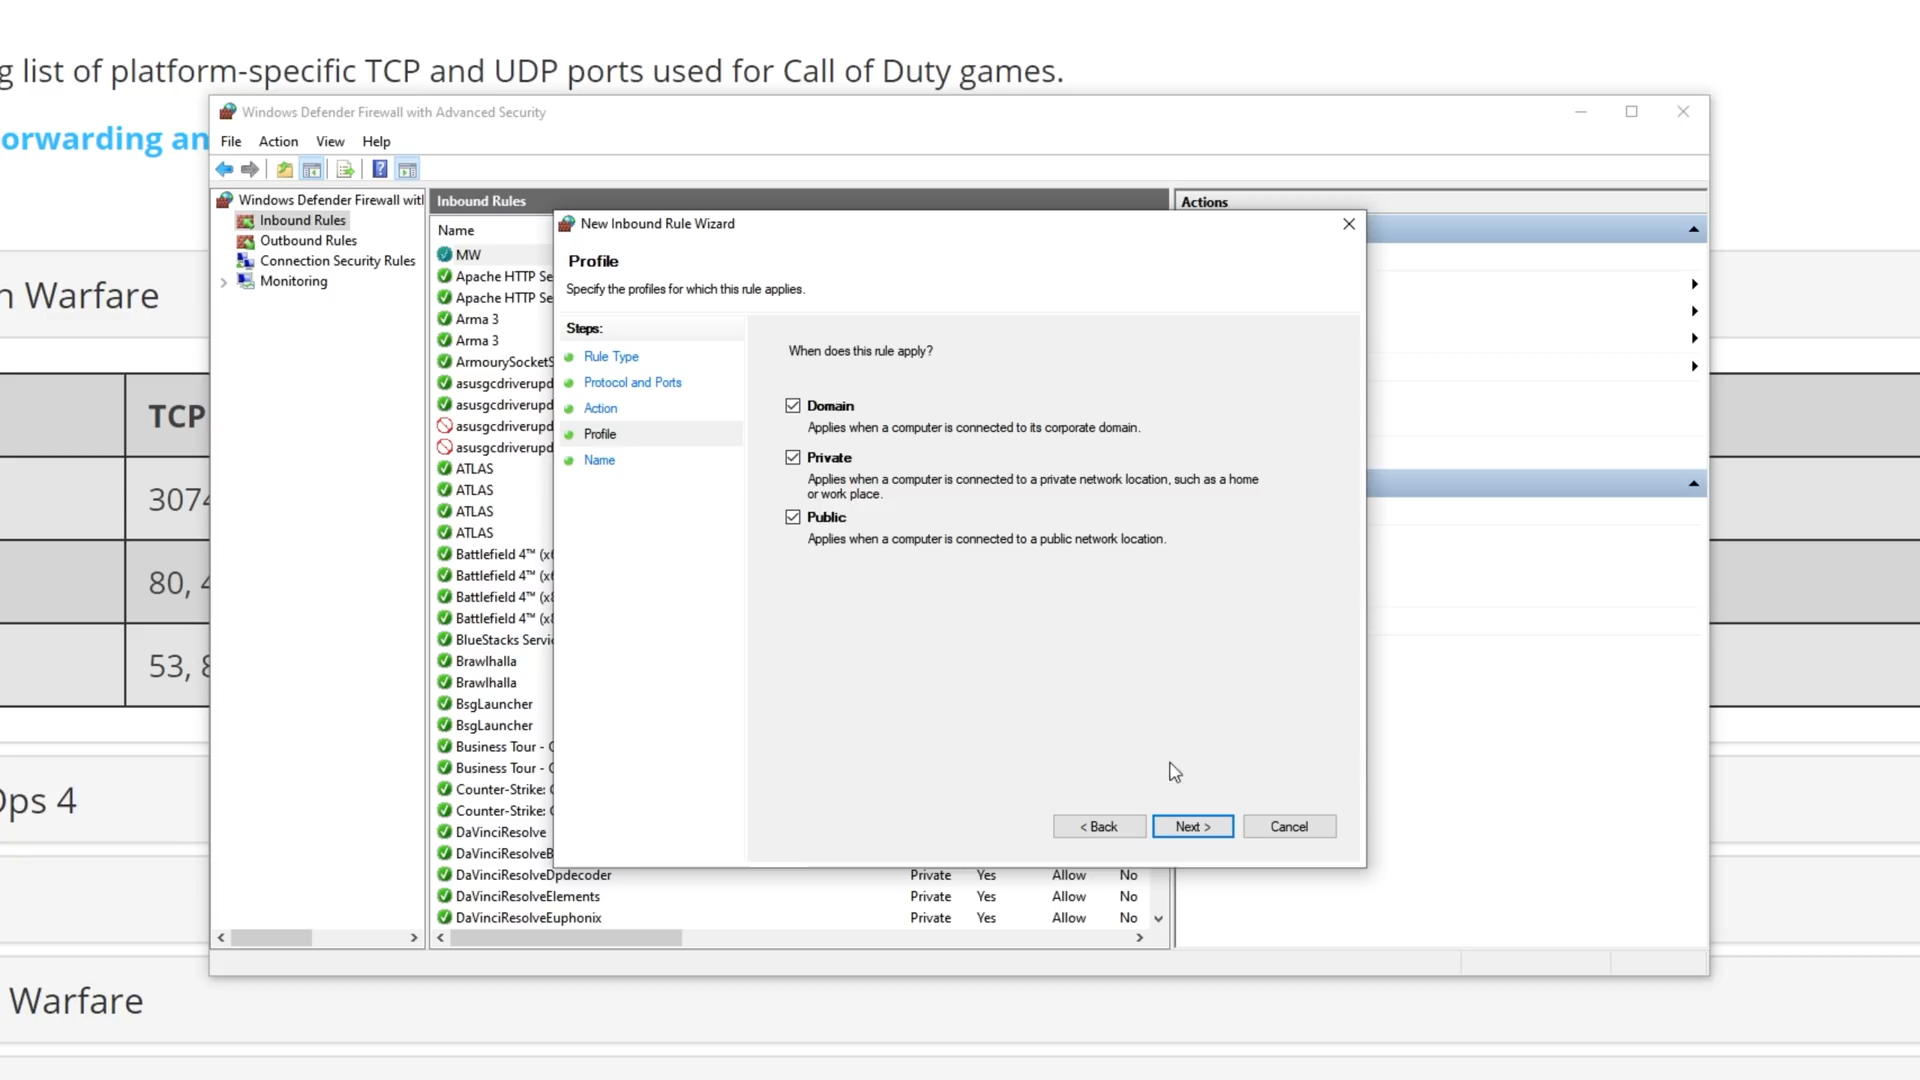 g list of platform-specific TCP and UDP ports used for Call of Duty games.
orwarding an
Windows Defender Firewall with Advanced Security
File Action View Help
Windows Defender Firewall with
Inbound Rules
Outbound Rules
Connection Security Rules
Monitoring
Inbound Rules
Name
MW
Apache HTTP Se
Apache HTTP Se
Arma 3
Arma 3
ArmourySocketS
asusgcdriverupd
asusgcdriverupd
asusgcdriverupd
asusgcdriverupd
ATLAS
ATLAS
ATLAS
ATLAS
Battlefield 4™ (x6
Battlefield 4™ (x6
Battlefield 4™ (x8
Battlefield 4™ (x8
BlueStacks Servic
Brawlhalla
Brawlhalla
BsgLauncher
BsgLauncher
Business Tour - 
Business Tour - 
Counter-Strike: 
Counter-Strike: 
DaVinciResolve
DaVinciResolveB
DaVinciResolveDpdecoder Private Yes Allow No
DaVinciResolveElements Private Yes Allow No
DaVinciResolveEuphonix Private Yes Allow No
Actions
New Inbound Rule Wizard
Profile
Specify the profiles for which this rule applies.
Steps:
Rule Type
Protocol and Ports
Action
Profile
Name
When does this rule apply?
Domain
Applies when a computer is connected to its corporate domain.
Private
Applies when a computer is connected to a private network location, such as a home
or work place.
Public
Applies when a computer is connected to a public network location.
< Back Next > Cancel
n Warfare
TCP
3074
80, 4
53, 8
Ops 4
Warfare